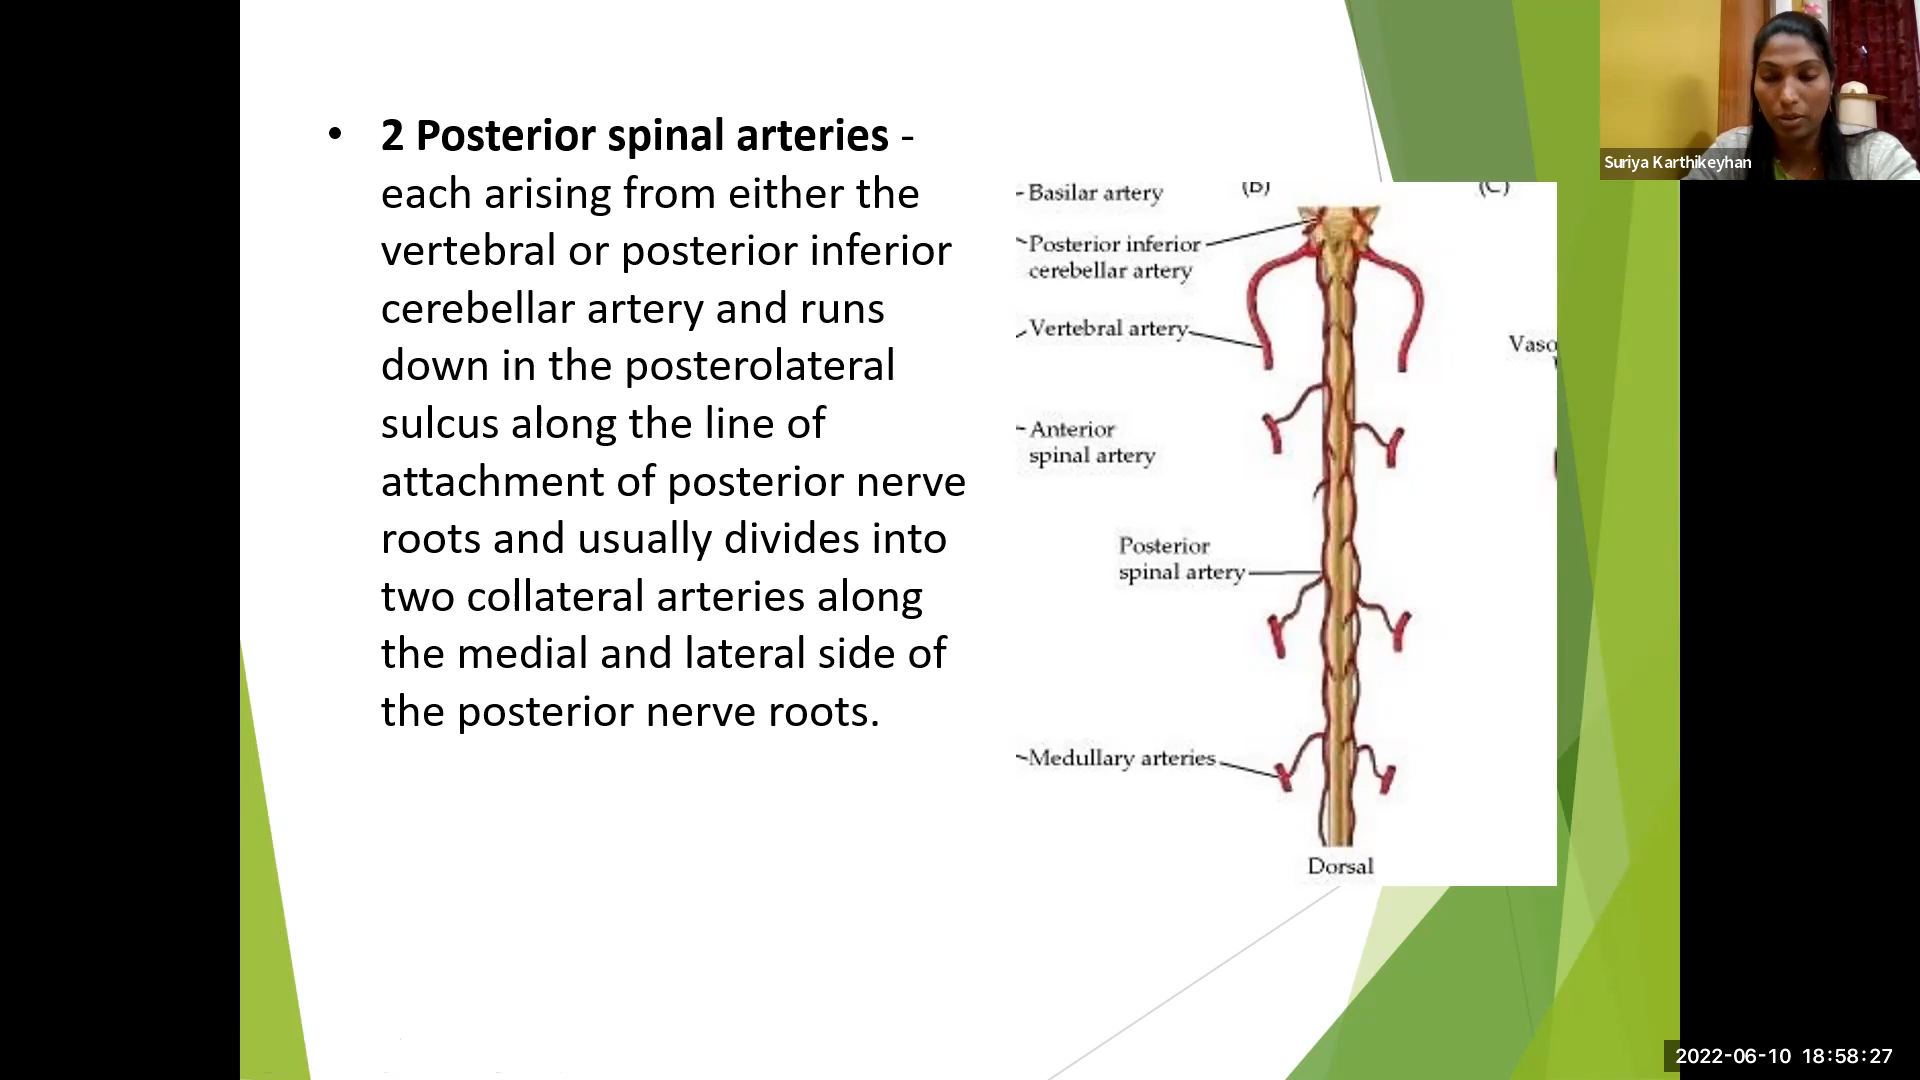 • 2 Posterior spinal arteries -
each arising from either the
vertebral or posterior inferior
cerebellar artery and runs
down in the posterolateral
sulcus along the line of
attachment of posterior nerve
roots and usually divides into
two collateral arteries along
the medial and lateral side of
the posterior nerve roots.
(B)
(C)
Basilar artery
Posterior inferior
cerebellar artery
Vertebral artery
Vaso
Anterior
spinal artery
Posterior
spinal artery
Medullary arteries
Dorsal
Suriya Karthikeyhan
2022-06-10 18:58:27